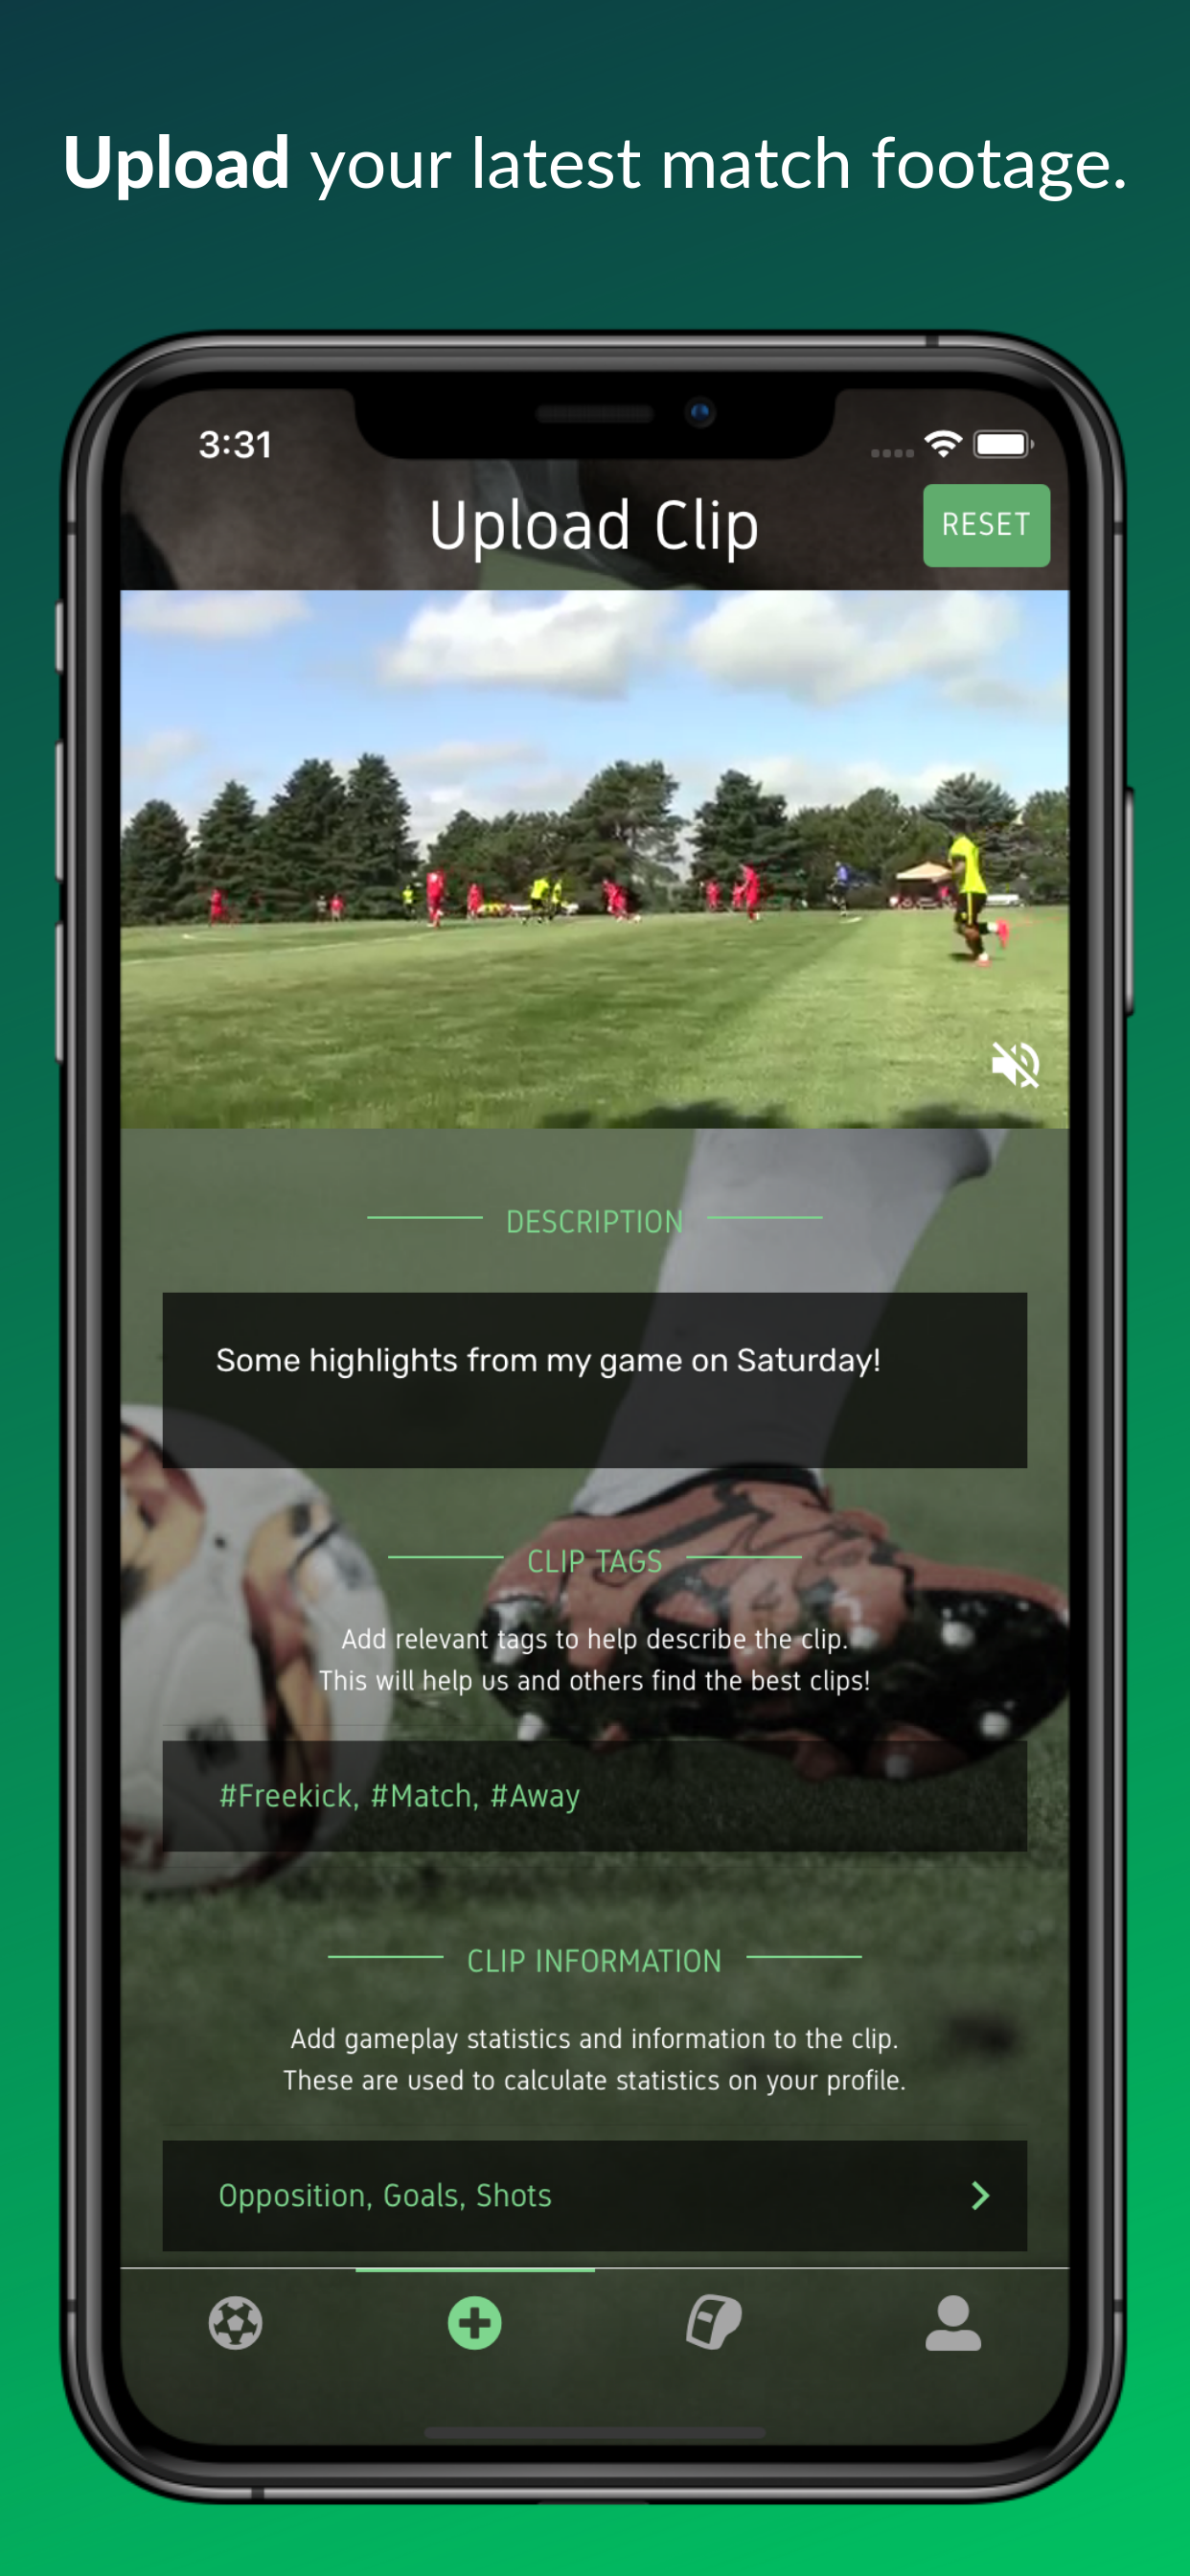 Upload your latest match footage.
3:31
Upload Clip
RESET
DESCRIPTION
Some highlights from my game on Saturday!
CLIP TAGS
Add relevant tags to help describe the clip.
This will help us and others find the best clips!
#Freekick, #Match, #Away
CLIP INFORMATION
Add gameplay statistics and information to the clip.
These are used to calculate statistics on your profile.
Opposition, Goals, Shots